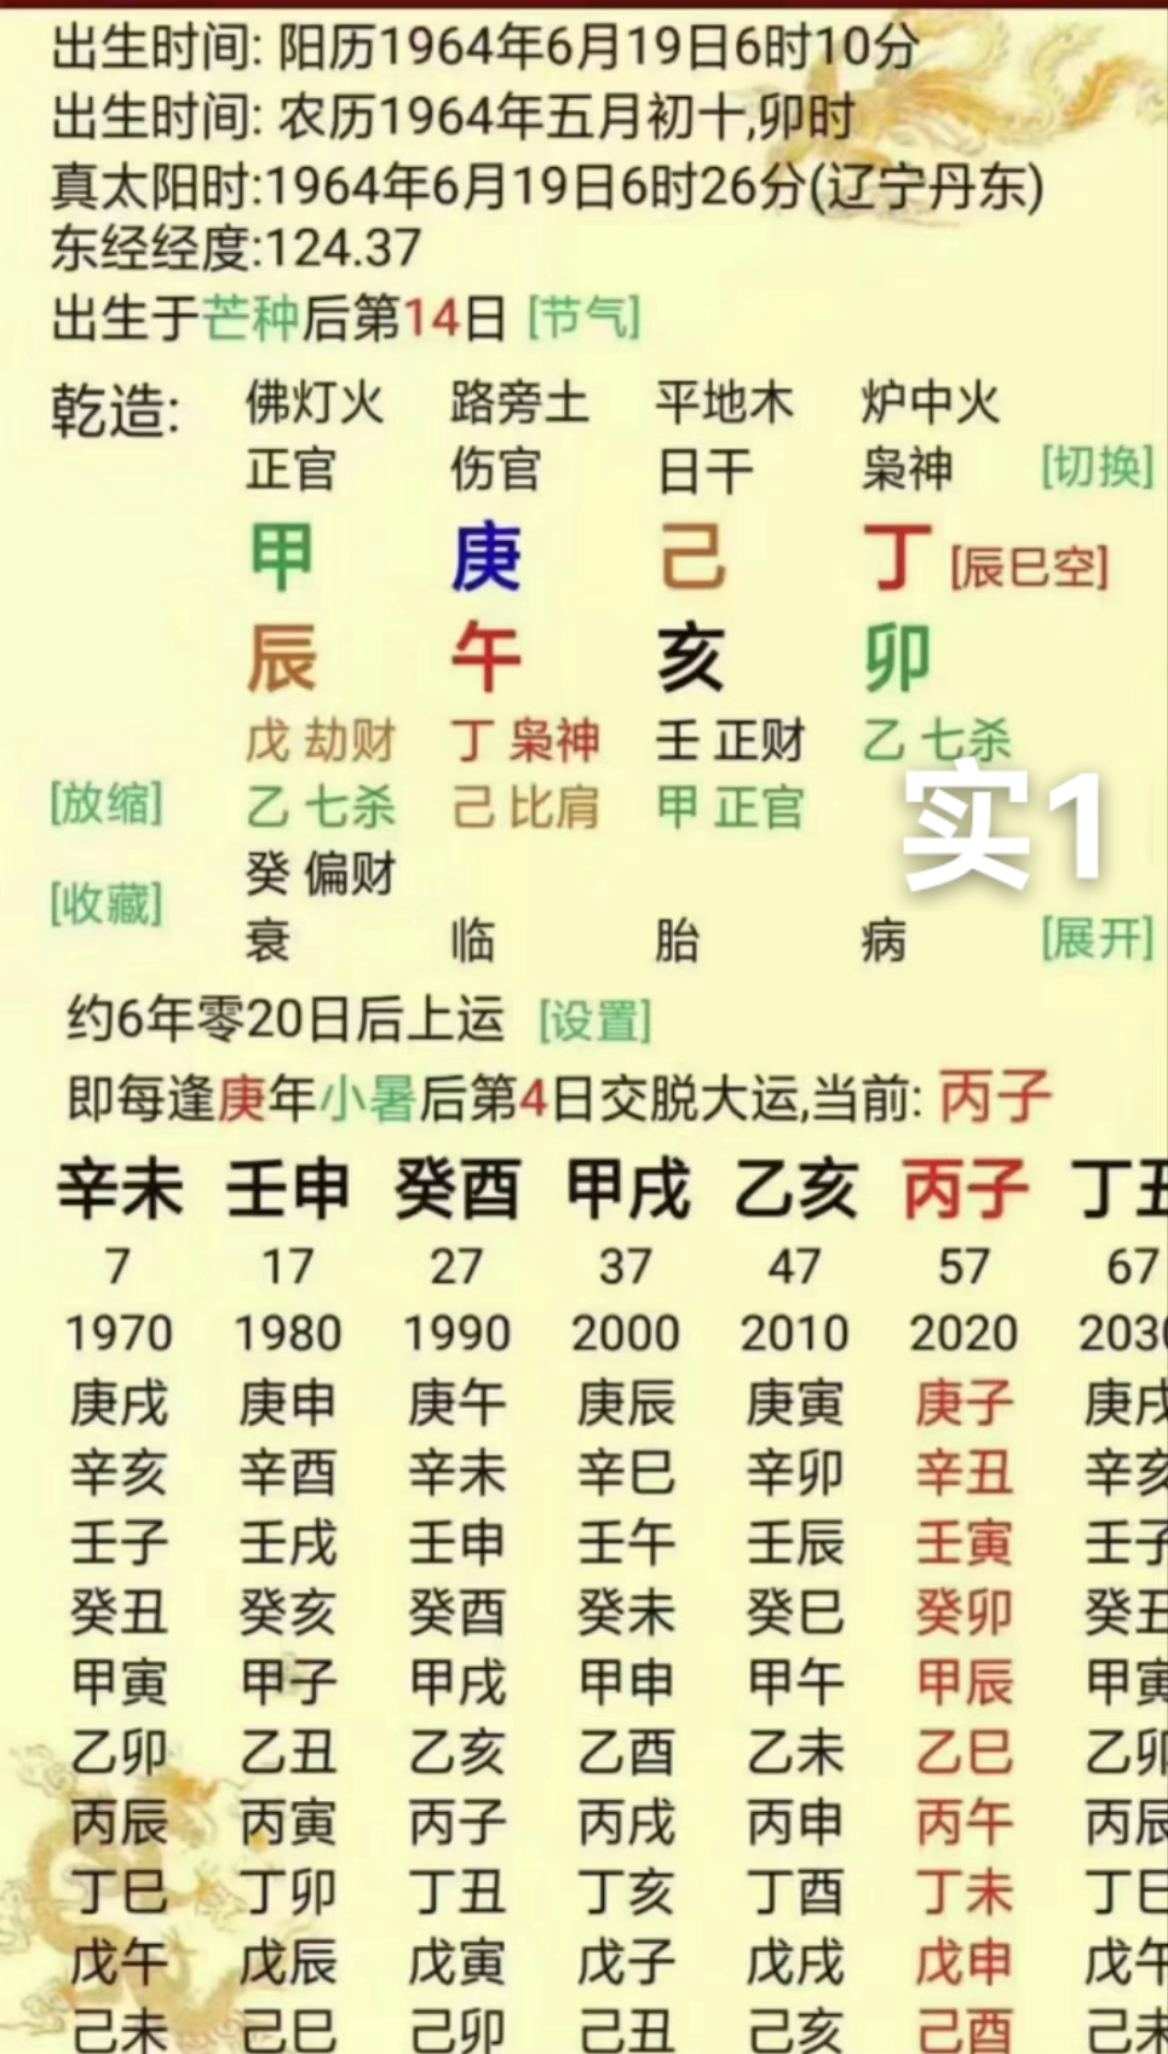 出生时间: 阳历1964年6月19日6时10分
出生时间: 农历1964年五月初十,卯时
真太阳时:1964年6月19日6时26分(辽宁丹东)
东经经度:124.37
出生于芒种后第14日 [节气]
乾造: 佛灯火 路旁土 平地木 炉中火
正官 伤官 日干 枭神 [切换]
甲 庚 己 丁 [辰巳空]
辰 午 亥 卯
戊 劫财 丁 枭神 壬 正财 乙 七杀
[放缩] 乙 七杀 己 比肩 甲 正官
实1
癸 偏财
[收藏]
衰 临 胎 病 [展开]
约6年零20日后上运 [设置]
即每逢庚年小暑后第4日交脱大运,当前: 丙子
辛未 壬申 癸酉 甲戌 乙亥 丙子 丁丑
7 17 27 37 47 57 67
1970 1980 1990 2000 2010 2020 2030
庚戌 庚申 庚午 庚辰 庚寅 庚子 庚戌
辛亥 辛酉 辛未 辛巳 辛卯 辛丑 辛亥
壬子 壬戌 壬申 壬午 壬辰 壬寅 壬子
癸丑 癸亥 癸酉 癸未 癸巳 癸卯 癸丑
甲寅 甲子 甲戌 甲申 甲午 甲辰 甲寅
乙卯 乙丑 乙亥 乙酉 乙未 乙巳 乙卯
丙辰 丙寅 丙子 丙戌 丙申 丙午 丙辰
丁巳 丁卯 丁丑 丁亥 丁酉 丁未 丁巳
戊午 戊辰 戊寅 戊子 戊戌 戊申 戊午
己未 己巳 己卯 己丑 己亥 己酉 己未